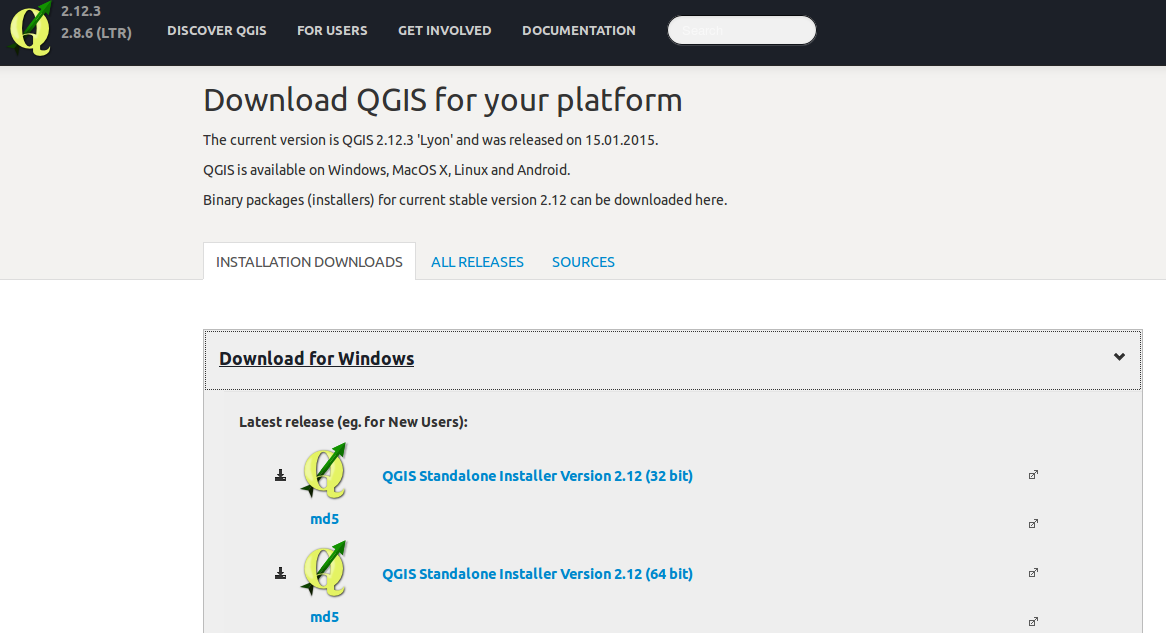 2.12.3
2.8.6 (LTR)
DISCOVER QGIS FOR USERS GET INVOLVED DOCUMENTATION Search
Download QGIS for your platform
The current version is QGIS 2.12.3 'Lyon' and was released on 15.01.2015.
QGIS is available on Windows, MacOS X, Linux and Android.
Binary packages (installers) for current stable version 2.12 can be downloaded here.
INSTALLATION DOWNLOADS ALL RELEASES SOURCES
Download for Windows
Latest release (eg. for New Users):
QGIS Standalone Installer Version 2.12 (32 bit)
md5
QGIS Standalone Installer Version 2.12 (64 bit)
md5